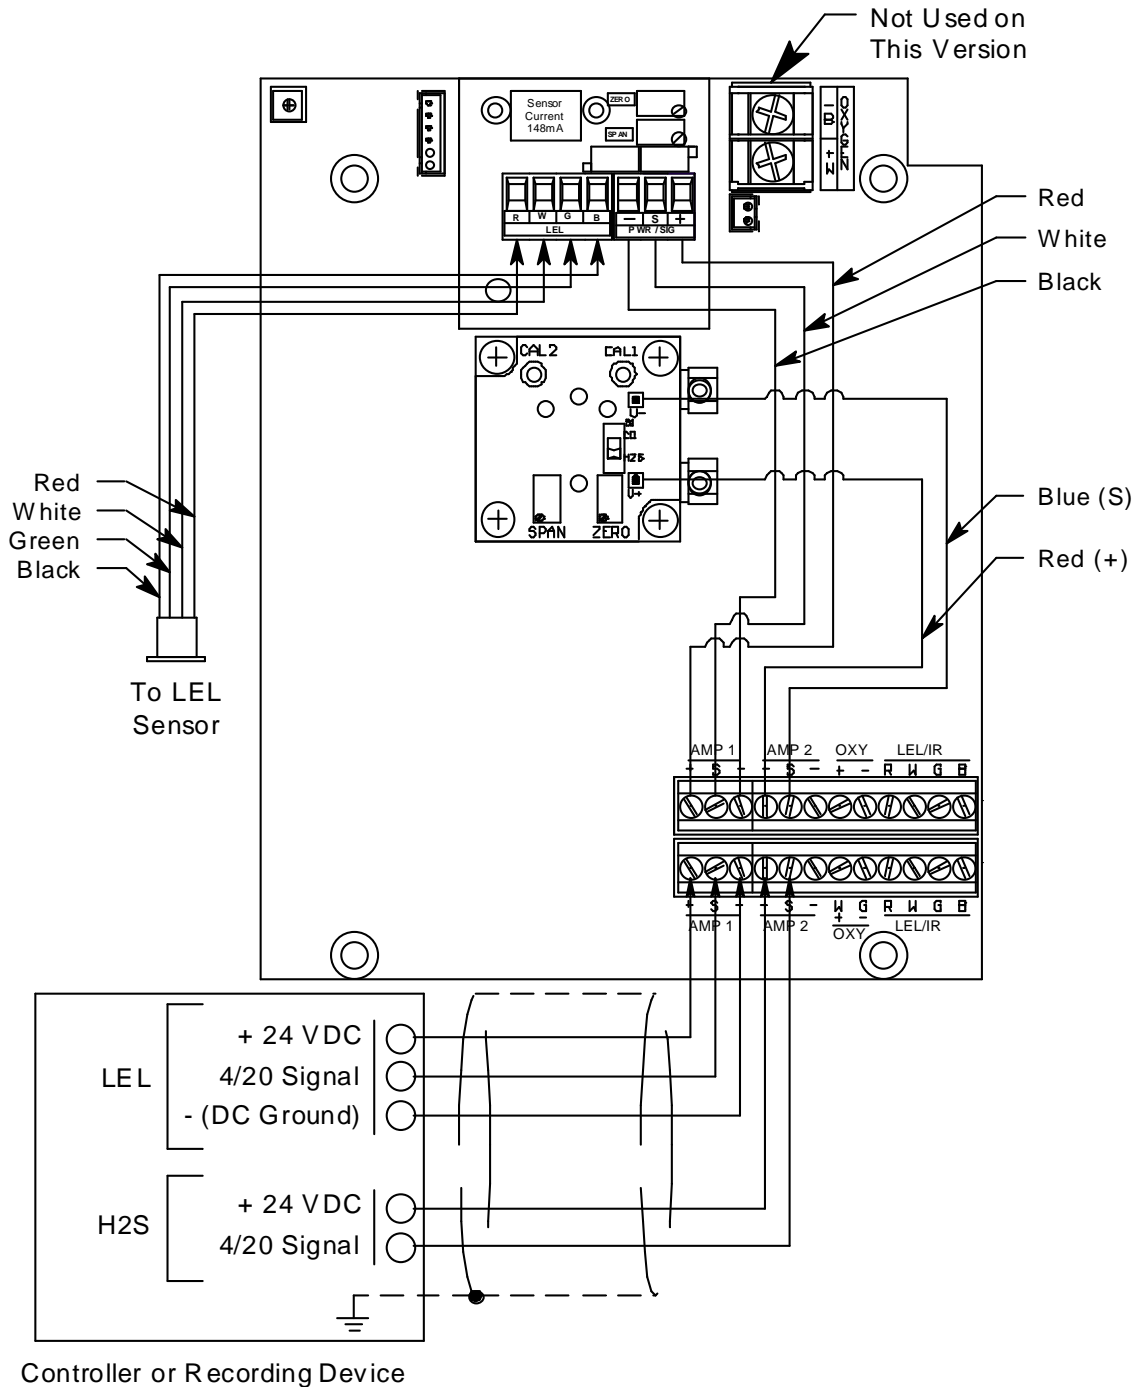 Not Used on
This Version
Sensor
Current
148mA
ZERO
SPAN
- B
+ W
OXYGEN
R W G B
LEL
- S +
PWR / SIG
Red
White
Black
CAL2
CAL1
V-
H2S
V+
SPAN
ZERO
Red
White
Green
Black
Blue (S)
Red (+)
To LEL
Sensor
AMP 1 AMP 2 OXY LEL/IR
S - - S - + - R W G B
+ S - - S - W G R W G B
+ -
AMP 1 AMP 2 OXY LEL/IR
LEL
+ 24 VDC
4/20 Signal
- (DC Ground)
H2S
+ 24 VDC
4/20 Signal
Controller or Recording Device